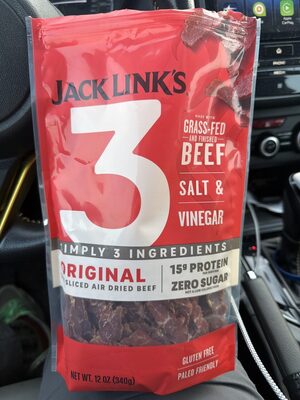 JACK LINK'S
3
MADE WITH
GRASS-FED
AND FINISHED
BEEF
SALT &
VINEGAR
SIMPLY 3 INGREDIENTS
ORIGINAL
SLICED AIR DRIED BEEF
15g PROTEIN
ZERO SUGAR
GLUTEN FREE
PALEO FRIENDLY
NET WT. 12 OZ (340g)